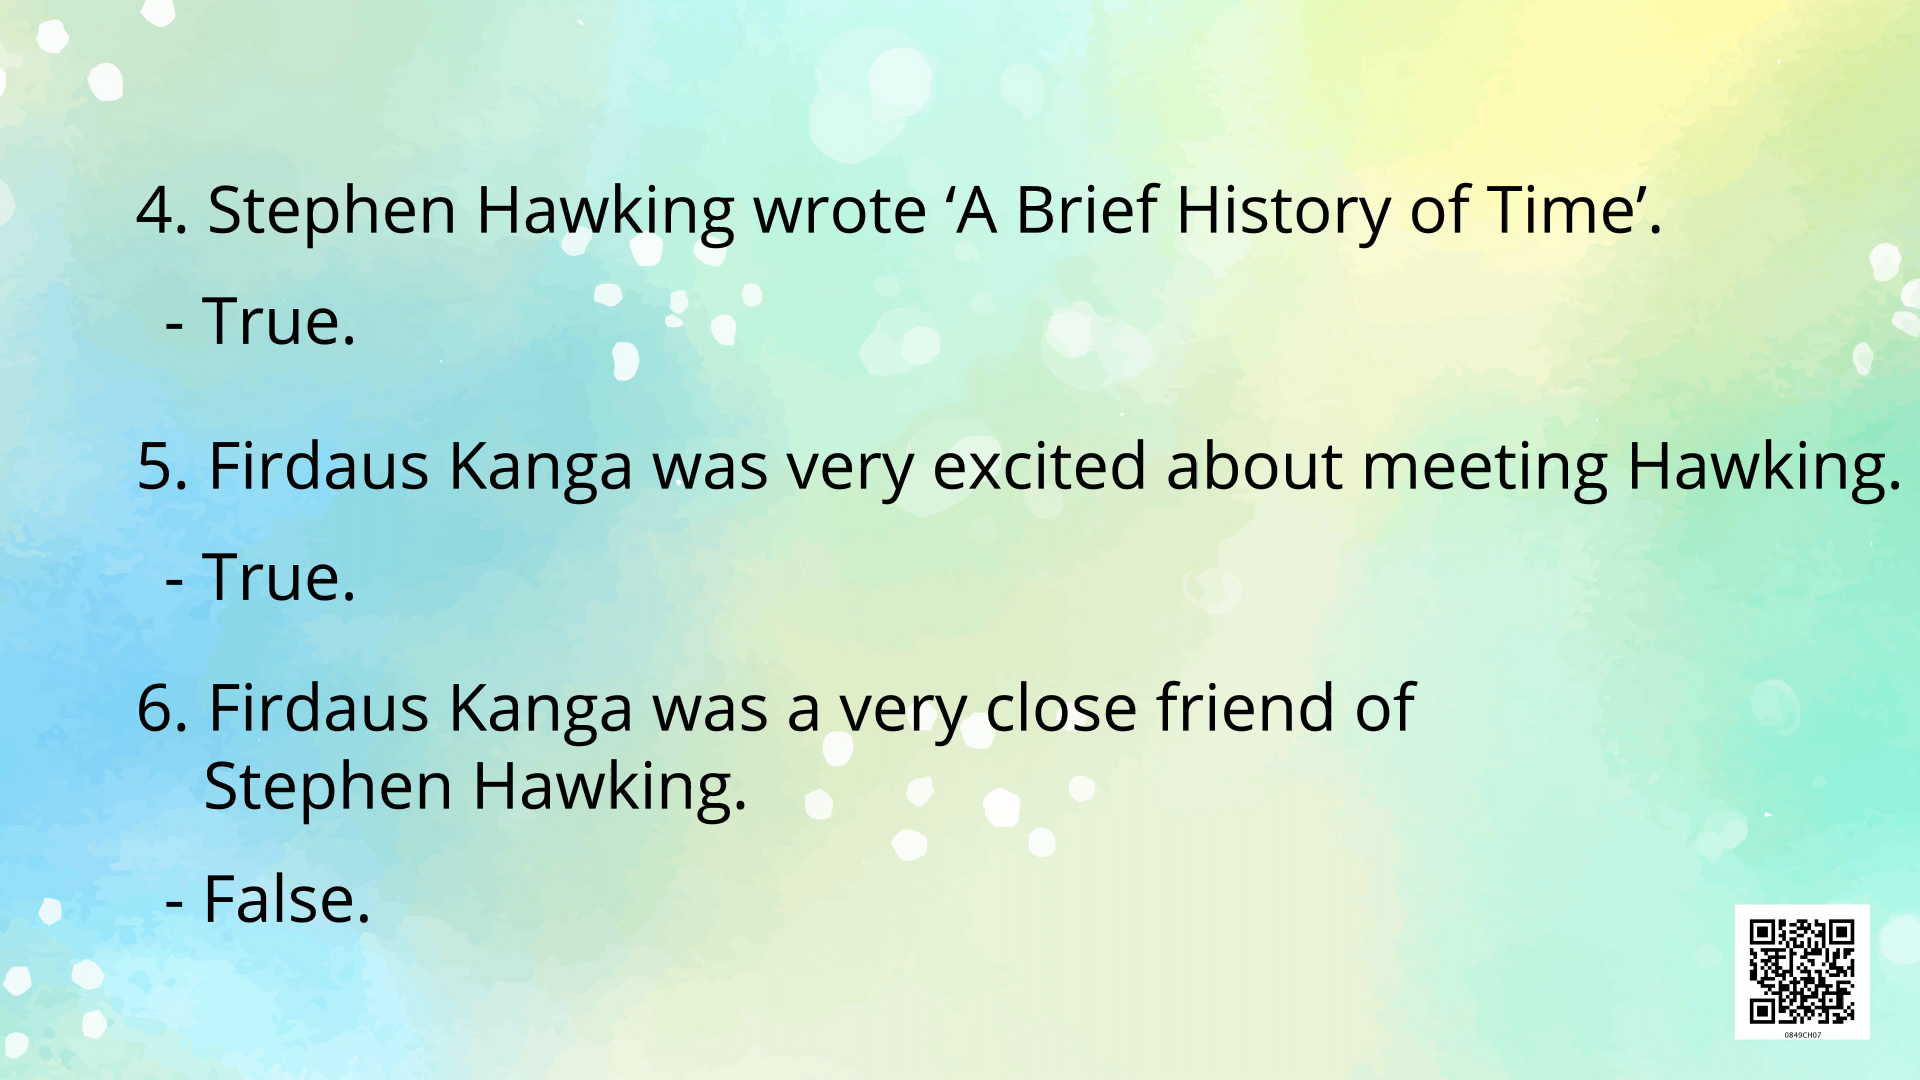 4. Stephen Hawking wrote ‘A Brief History of Time’.
- True.
5. Firdaus Kanga was very excited about meeting Hawking.
- True.
6. Firdaus Kanga was a very close friend of
Stephen Hawking.
- False.
0849CH07